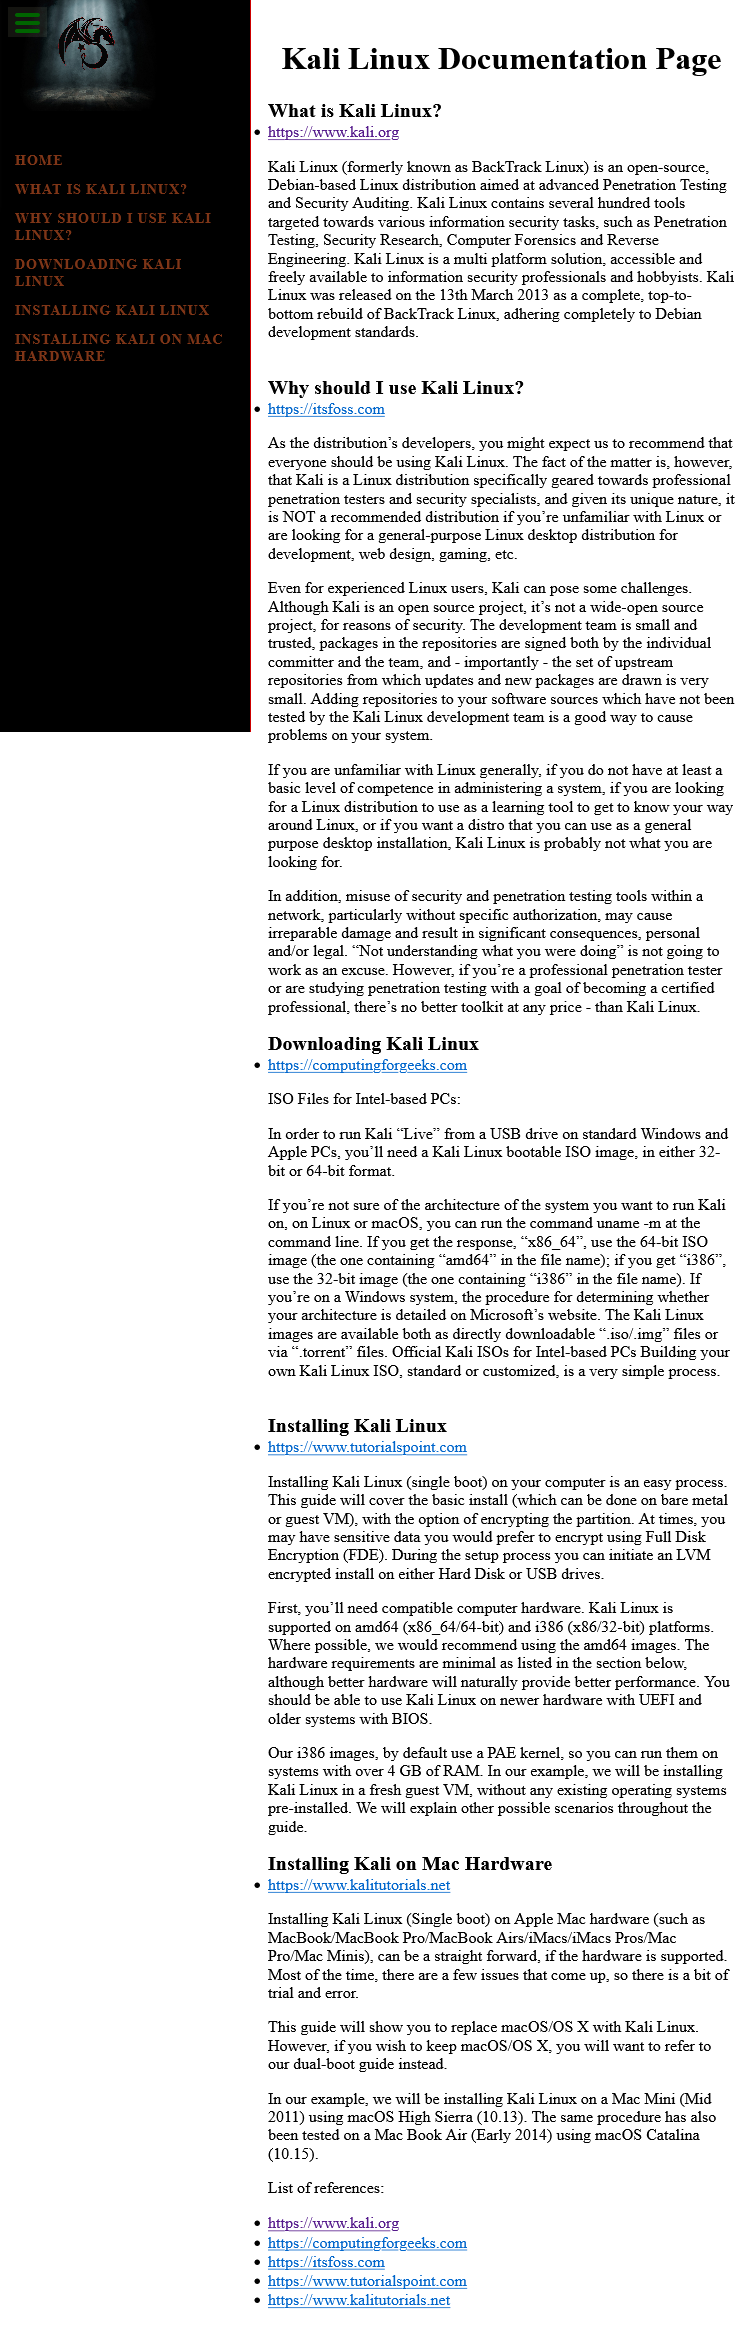 HOME
WHAT IS KALI LINUX?
WHY SHOULD I USE KALI
LINUX?
DOWNLOADING KALI
LINUX
INSTALLING KALI LINUX
INSTALLING KALI ON MAC
HARDWARE
Kali Linux Documentation Page
What is Kali Linux?
• https://www.kali.org
Kali Linux (formerly known as BackTrack Linux) is an open-source,
Debian-based Linux distribution aimed at advanced Penetration Testing
and Security Auditing. Kali Linux contains several hundred tools
targeted towards various information security tasks, such as Penetration
Testing, Security Research, Computer Forensics and Reverse
Engineering. Kali Linux is a multi platform solution, accessible and
freely available to information security professionals and hobbyists. Kali
Linux was released on the 13th March 2013 as a complete, top-to-
bottom rebuild of BackTrack Linux, adhering completely to Debian
development standards.
Why should I use Kali Linux?
• https://itsfoss.com
As the distribution’s developers, you might expect us to recommend that
everyone should be using Kali Linux. The fact of the matter is, however,
that Kali is a Linux distribution specifically geared towards professional
penetration testers and security specialists, and given its unique nature, it
is NOT a recommended distribution if you’re unfamiliar with Linux or
are looking for a general-purpose Linux desktop distribution for
development, web design, gaming, etc.
Even for experienced Linux users, Kali can pose some challenges.
Although Kali is an open source project, it’s not a wide-open source
project, for reasons of security. The development team is small and
trusted, packages in the repositories are signed both by the individual
committer and the team, and - importantly - the set of upstream
repositories from which updates and new packages are drawn is very
small. Adding repositories to your software sources which have not been
tested by the Kali Linux development team is a good way to cause
problems on your system.
If you are unfamiliar with Linux generally, if you do not have at least a
basic level of competence in administering a system, if you are looking
for a Linux distribution to use as a learning tool to get to know your way
around Linux, or if you want a distro that you can use as a general
purpose desktop installation, Kali Linux is probably not what you are
looking for.
In addition, misuse of security and penetration testing tools within a
network, particularly without specific authorization, may cause
irreparable damage and result in significant consequences, personal
and/or legal. “Not understanding what you were doing” is not going to
work as an excuse. However, if you’re a professional penetration tester
or are studying penetration testing with a goal of becoming a certified
professional, there’s no better toolkit at any price - than Kali Linux.
Downloading Kali Linux
• https://computingforgeeks.com
ISO Files for Intel-based PCs:
In order to run Kali “Live” from a USB drive on standard Windows and
Apple PCs, you’ll need a Kali Linux bootable ISO image, in either 32-
bit or 64-bit format.
If you’re not sure of the architecture of the system you want to run Kali
on, on Linux or macOS, you can run the command uname -m at the
command line. If you get the response, “x86_64”, use the 64-bit ISO
image (the one containing “amd64” in the file name); if you get “i386”,
use the 32-bit image (the one containing “i386” in the file name). If
you’re on a Windows system, the procedure for determining whether
your architecture is detailed on Microsoft’s website. The Kali Linux
images are available both as directly downloadable “.iso/.img” files or
via “.torrent” files. Official Kali ISOs for Intel-based PCs Building your
own Kali Linux ISO, standard or customized, is a very simple process.
Installing Kali Linux
• https://www.tutorialspoint.com
Installing Kali Linux (single boot) on your computer is an easy process.
This guide will cover the basic install (which can be done on bare metal
or guest VM), with the option of encrypting the partition. At times, you
may have sensitive data you would prefer to encrypt using Full Disk
Encryption (FDE). During the setup process you can initiate an LVM
encrypted install on either Hard Disk or USB drives.
First, you’ll need compatible computer hardware. Kali Linux is
supported on amd64 (x86_64/64-bit) and i386 (x86/32-bit) platforms.
Where possible, we would recommend using the amd64 images. The
hardware requirements are minimal as listed in the section below,
although better hardware will naturally provide better performance. You
should be able to use Kali Linux on newer hardware with UEFI and
older systems with BIOS.
Our i386 images, by default use a PAE kernel, so you can run them on
systems with over 4 GB of RAM. In our example, we will be installing
Kali Linux in a fresh guest VM, without any existing operating systems
pre-installed. We will explain other possible scenarios throughout the
guide.
Installing Kali on Mac Hardware
• https://www.kalitutorials.net
Installing Kali Linux (Single boot) on Apple Mac hardware (such as
MacBook/MacBook Pro/MacBook Airs/iMacs/iMacs Pros/Mac
Pro/Mac Minis), can be a straight forward, if the hardware is supported.
Most of the time, there are a few issues that come up, so there is a bit of
trial and error.
This guide will show you to replace macOS/OS X with Kali Linux.
However, if you wish to keep macOS/OS X, you will want to refer to
our dual-boot guide instead.
In our example, we will be installing Kali Linux on a Mac Mini (Mid
2011) using macOS High Sierra (10.13). The same procedure has also
been tested on a Mac Book Air (Early 2014) using macOS Catalina
(10.15).
List of references:
• https://www.kali.org
• https://computingforgeeks.com
• https://itsfoss.com
• https://www.tutorialspoint.com
• https://www.kalitutorials.net